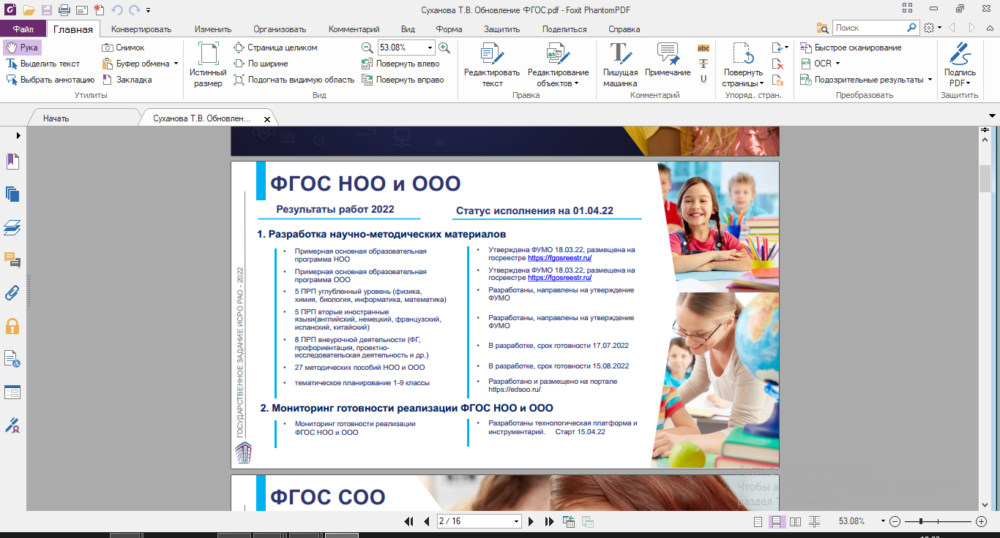 Суханова Т.В. Обновление ФГОС.pdf - Foxit PhantomPDF
Файл Главная Конвертировать Изменить Организовать Комментарий Вид Форма Защитить Поделиться Справка Поиск
Рука
Выделить текст
Выбрать аннотацию
Снимок
Буфер обмена
Закладка
Утилиты
Истинный
размер
Страница целиком
По ширине
Подогнать видимую область
53.08%
Повернуть влево
Повернуть вправо
Вид
Редактировать
текст
Редактирование
объектов
Правка
Пишущая
машинка
Примечание
abc
T
U
Комментарий
Повернуть
страницы
Упоряд. стран.
Быстрое сканирование
OCR
Подозрительные результаты
Преобразовать
Подпись
PDF
Защитить
Начать
Суханова Т.В. Обновлен...
ФГОС НОО и ООО
Результаты работ 2022
Статус исполнения на 01.04.22
1. Разработка научно-методических материалов
• Примерная основная образовательная
программа НОО
• Утверждена ФУМО 18.03.22, размещена на
госреестре https://fgosreestr.ru/
• Примерная основная образовательная
программа ООО
• Утверждена ФУМО 18.03.22, размещена на
госреестре https://fgosreestr.ru/
• 5 ПРП углубленный уровень (физика,
химия, биология, информатика, математика)
• Разработаны, направлены на утверждение
ФУМО
• 5 ПРП вторые иностранные
языки(английский, немецкий, французский,
испанский, китайский)
• Разработаны, направлены на утверждение
ФУМО
• 8 ПРП внеурочной деятельности (ФГ,
профориентация, проектно-
исследовательская деятельность и др.)
• В разработке, срок готовности 17.07.2022
• 27 методических пособий НОО и ООО
• В разработке, срок готовности 15.08.2022
• тематическое планирование 1-9 классы
• Разработано и размещено на портале
https://edsoo.ru/
2. Мониторинг готовности реализации ФГОС НОО и ООО
• Мониторинг готовности реализации
ФГОС НОО и ООО
• Разработаны технологическая платформа и
инструментарий. Старт 15.04.22
ГОСУДАРСТВЕННОЕ ЗАДАНИЕ ИСРО РАО - 2022
ФГОС СОО
Чтобы а
раздел "
2 / 16
53.08%